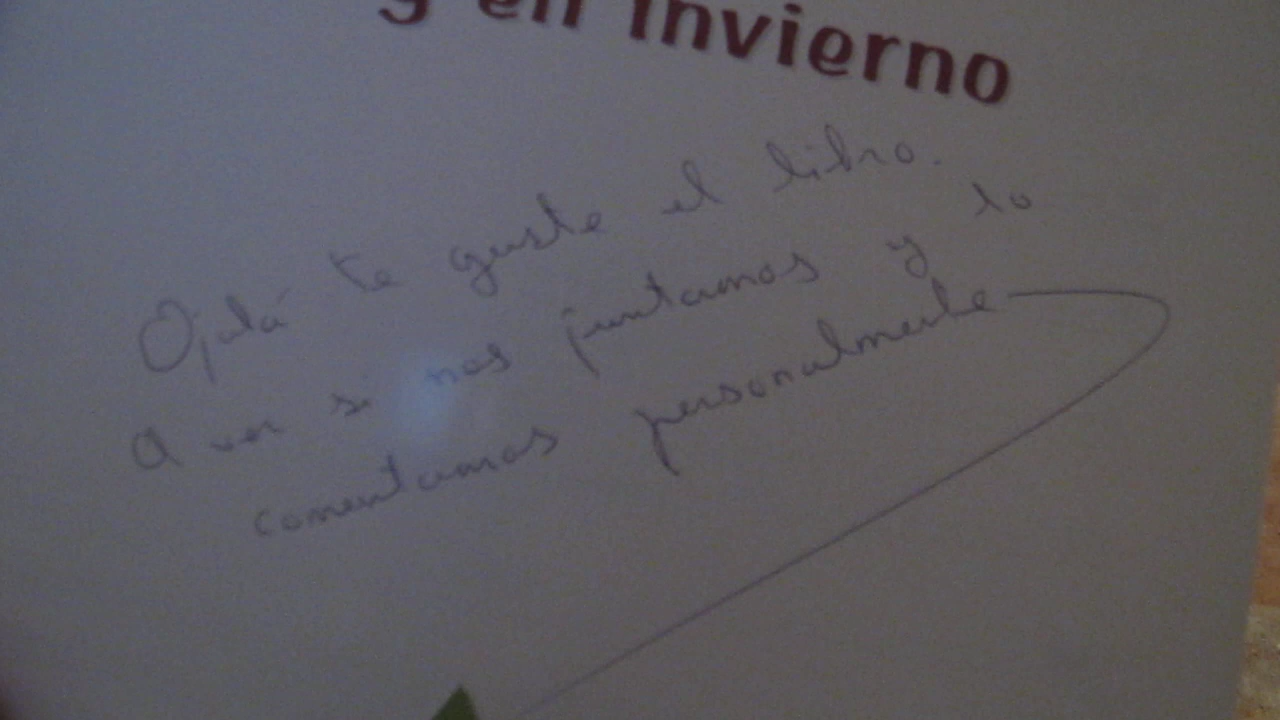 y en invierno
Ojalá te guste el libro.
A ver si nos juntamos y lo
comentamos personalmente